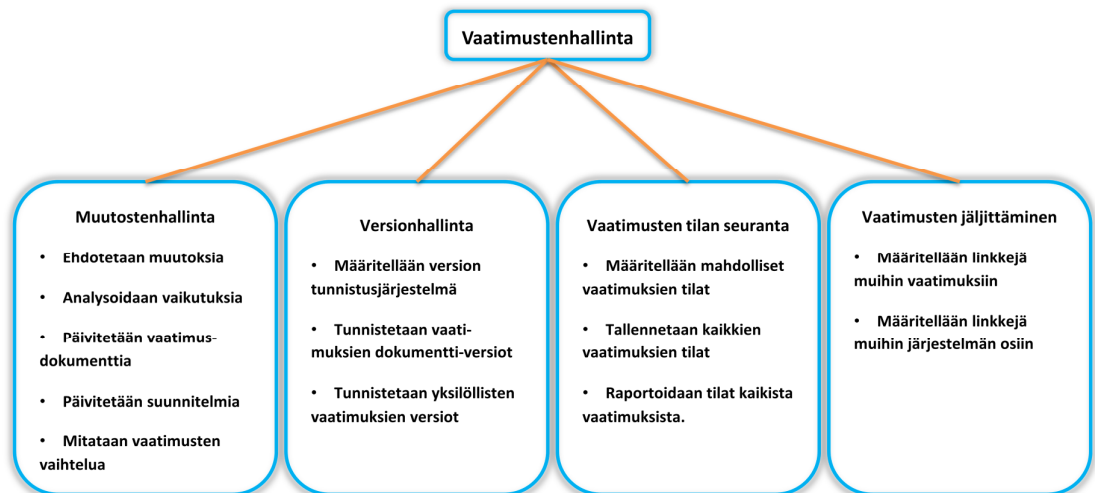 Vaatimustenhallinta
Muutostenhallinta
• Ehdotetaan muutoksia
• Analysoidaan vaikutuksia
• Päivitetään vaatimus-
dokumenttia
• Päivitetään suunnitelmia
• Mitataan vaatimusten
vaihtelua
Versionhallinta
• Määritellään version
tunnistusjärjestelmä
• Tunnistetaan vaati-
muksien dokumentti-versiot
• Tunnistetaan yksilöllisten
vaatimuksien versiot
Vaatimusten tilan seuranta
• Määritellään mahdolliset
vaatimuksien tilat
• Tallennetaan kaikkien
vaatimuksien tilat
• Raportoidaan tilat kaikista
vaatimuksista.
Vaatimusten jäljittäminen
• Määritellään linkkejä
muihin vaatimuksiin
• Määritellään linkkejä
muihin järjestelmän osiin